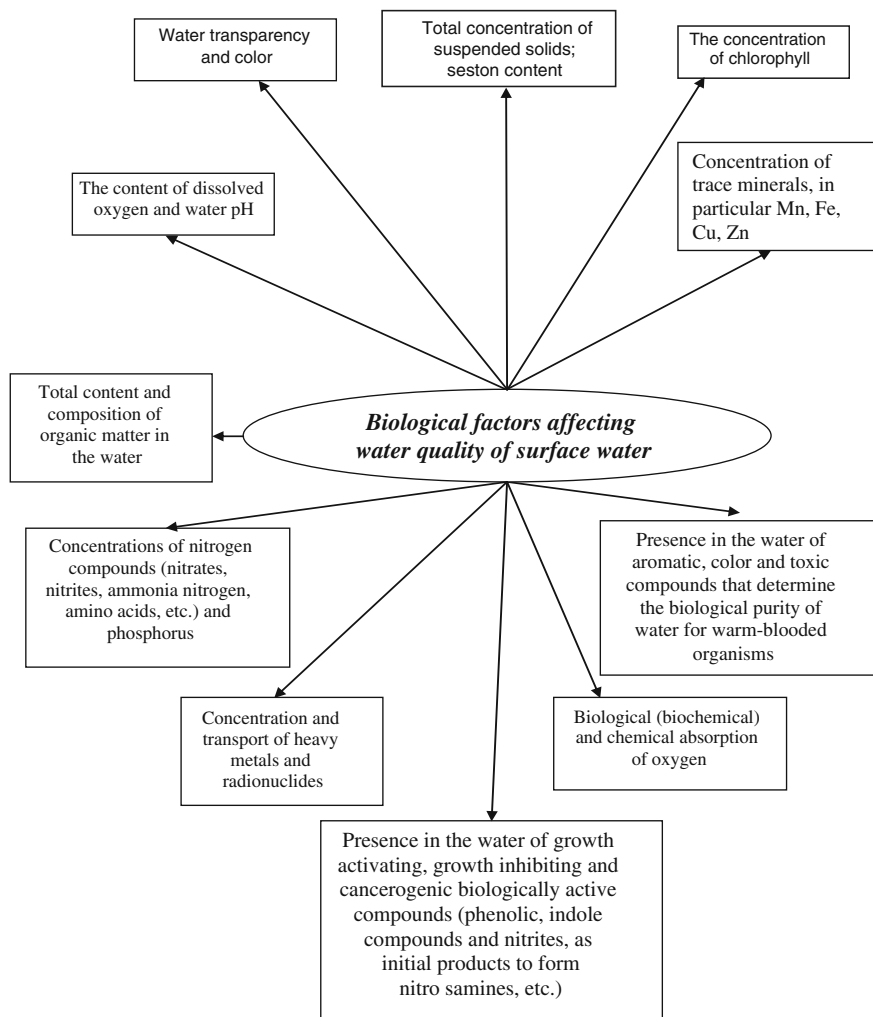 Water transparency
and color
Total concentration of
suspended solids;
seston content
The concentration
of chlorophyll
The content of dissolved
oxygen and water pH
Concentration of
trace minerals, in
particular Mn, Fe,
Cu, Zn
Total content and
composition of
organic matter in
the water
Biological factors affecting
water quality of surface water
Concentrations of nitrogen
compounds (nitrates,
nitrites, ammonia nitrogen,
amino acids, etc.) and
phosphorus
Presence in the water of
aromatic, color and toxic
compounds that determine
the biological purity of
water for warm-blooded
organisms
Concentration and
transport of heavy
metals and
radionuclides
Biological (biochemical)
and chemical absorption
of oxygen
Presence in the water of growth
activating, growth inhibiting and
cancerogenic biologically active
compounds (phenolic, indole
compounds and nitrites, as
initial products to form
nitro samines, etc.)